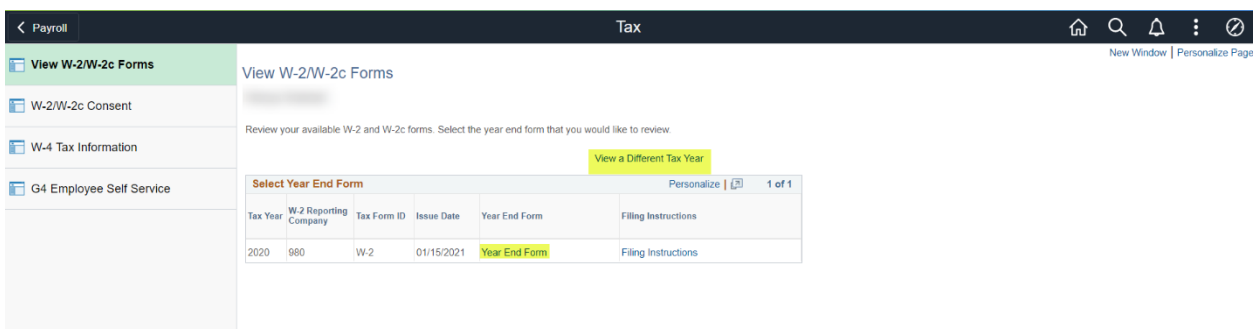 Payroll
Tax
New Window | Personalize Page
View W-2/W-2c Forms
W-2/W-2c Consent
W-4 Tax Information
G4 Employee Self Service
View W-2/W-2c Forms
Review your available W-2 and W-2c forms. Select the year end form that you would like to review.
View a Different Tax Year
Select Year End Form Personalize | 1 of 1
Tax Year W-2 Reporting Company Tax Form ID Issue Date Year End Form Filing Instructions
2020 980 W-2 01/15/2021 Year End Form Filing Instructions